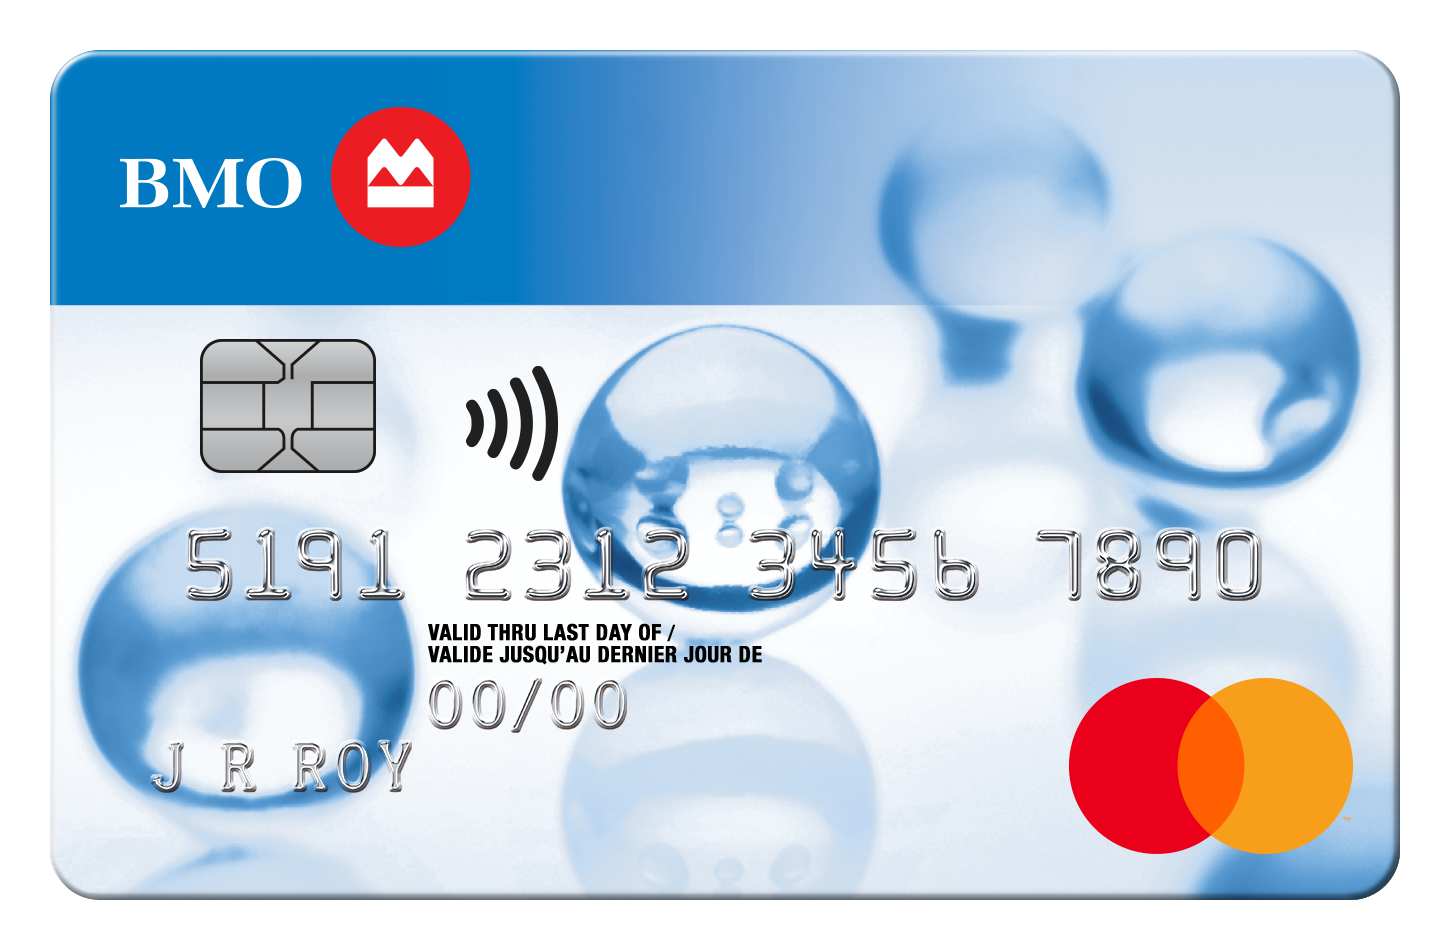 BMO
5191 2312 3456 7890
VALID THRU LAST DAY OF /
VALIDE JUSQU'AU DERNIER JOUR DE
00/00
J R ROY
™